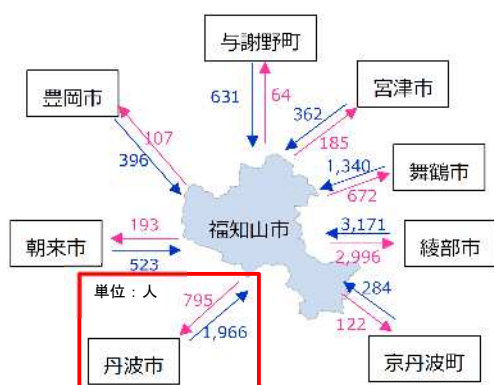 与謝野町
豊岡市
宮津市
631
64
362
185
107
396
1,340
672
舞鶴市
193
朝来市
523
福知山市
3,171
2,996
綾部市
単位：人
795
1,966
284
122
丹波市
京丹波町